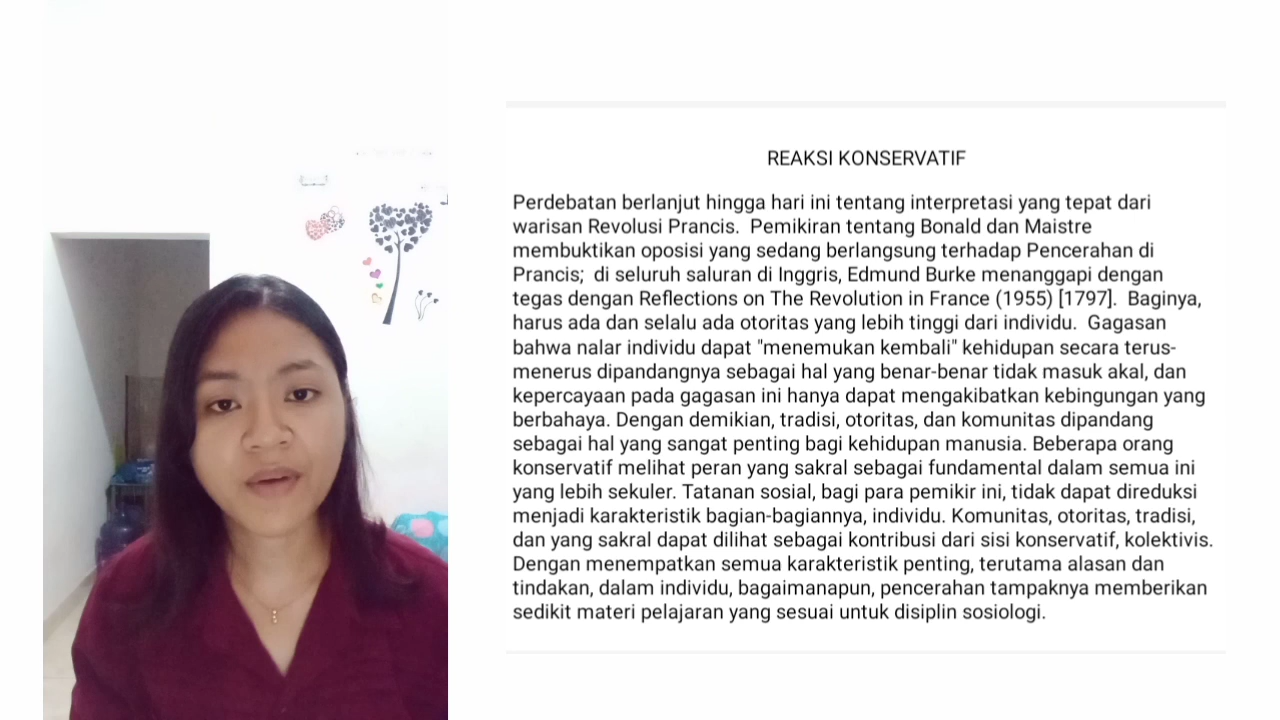 REAKSI KONSERVATIF
Perdebatan berlanjut hingga hari ini tentang interpretasi yang tepat dari
warisan Revolusi Prancis.  Pemikiran tentang Bonald dan Maistre
membuktikan oposisi yang sedang berlangsung terhadap Pencerahan di
Prancis;  di seluruh saluran di Inggris, Edmund Burke menanggapi dengan
tegas dengan Reflections on The Revolution in France (1955) [1797].  Baginya,
harus ada dan selalu ada otoritas yang lebih tinggi dari individu.  Gagasan
bahwa nalar individu dapat "menemukan kembali" kehidupan secara terus-
menerus dipandangnya sebagai hal yang benar-benar tidak masuk akal, dan
kepercayaan pada gagasan ini hanya dapat mengakibatkan kebingungan yang
berbahaya. Dengan demikian, tradisi, otoritas, dan komunitas dipandang
sebagai hal yang sangat penting bagi kehidupan manusia. Beberapa orang
konservatif melihat peran yang sakral sebagai fundamental dalam semua ini
yang lebih sekuler. Tatanan sosial, bagi para pemikir ini, tidak dapat direduksi
menjadi karakteristik bagian-bagiannya, individu. Komunitas, otoritas, tradisi,
dan yang sakral dapat dilihat sebagai kontribusi dari sisi konservatif, kolektivis.
Dengan menempatkan semua karakteristik penting, terutama alasan dan
tindakan, dalam individu, bagaimanapun, pencerahan tampaknya memberikan
sedikit materi pelajaran yang sesuai untuk disiplin sosiologi.